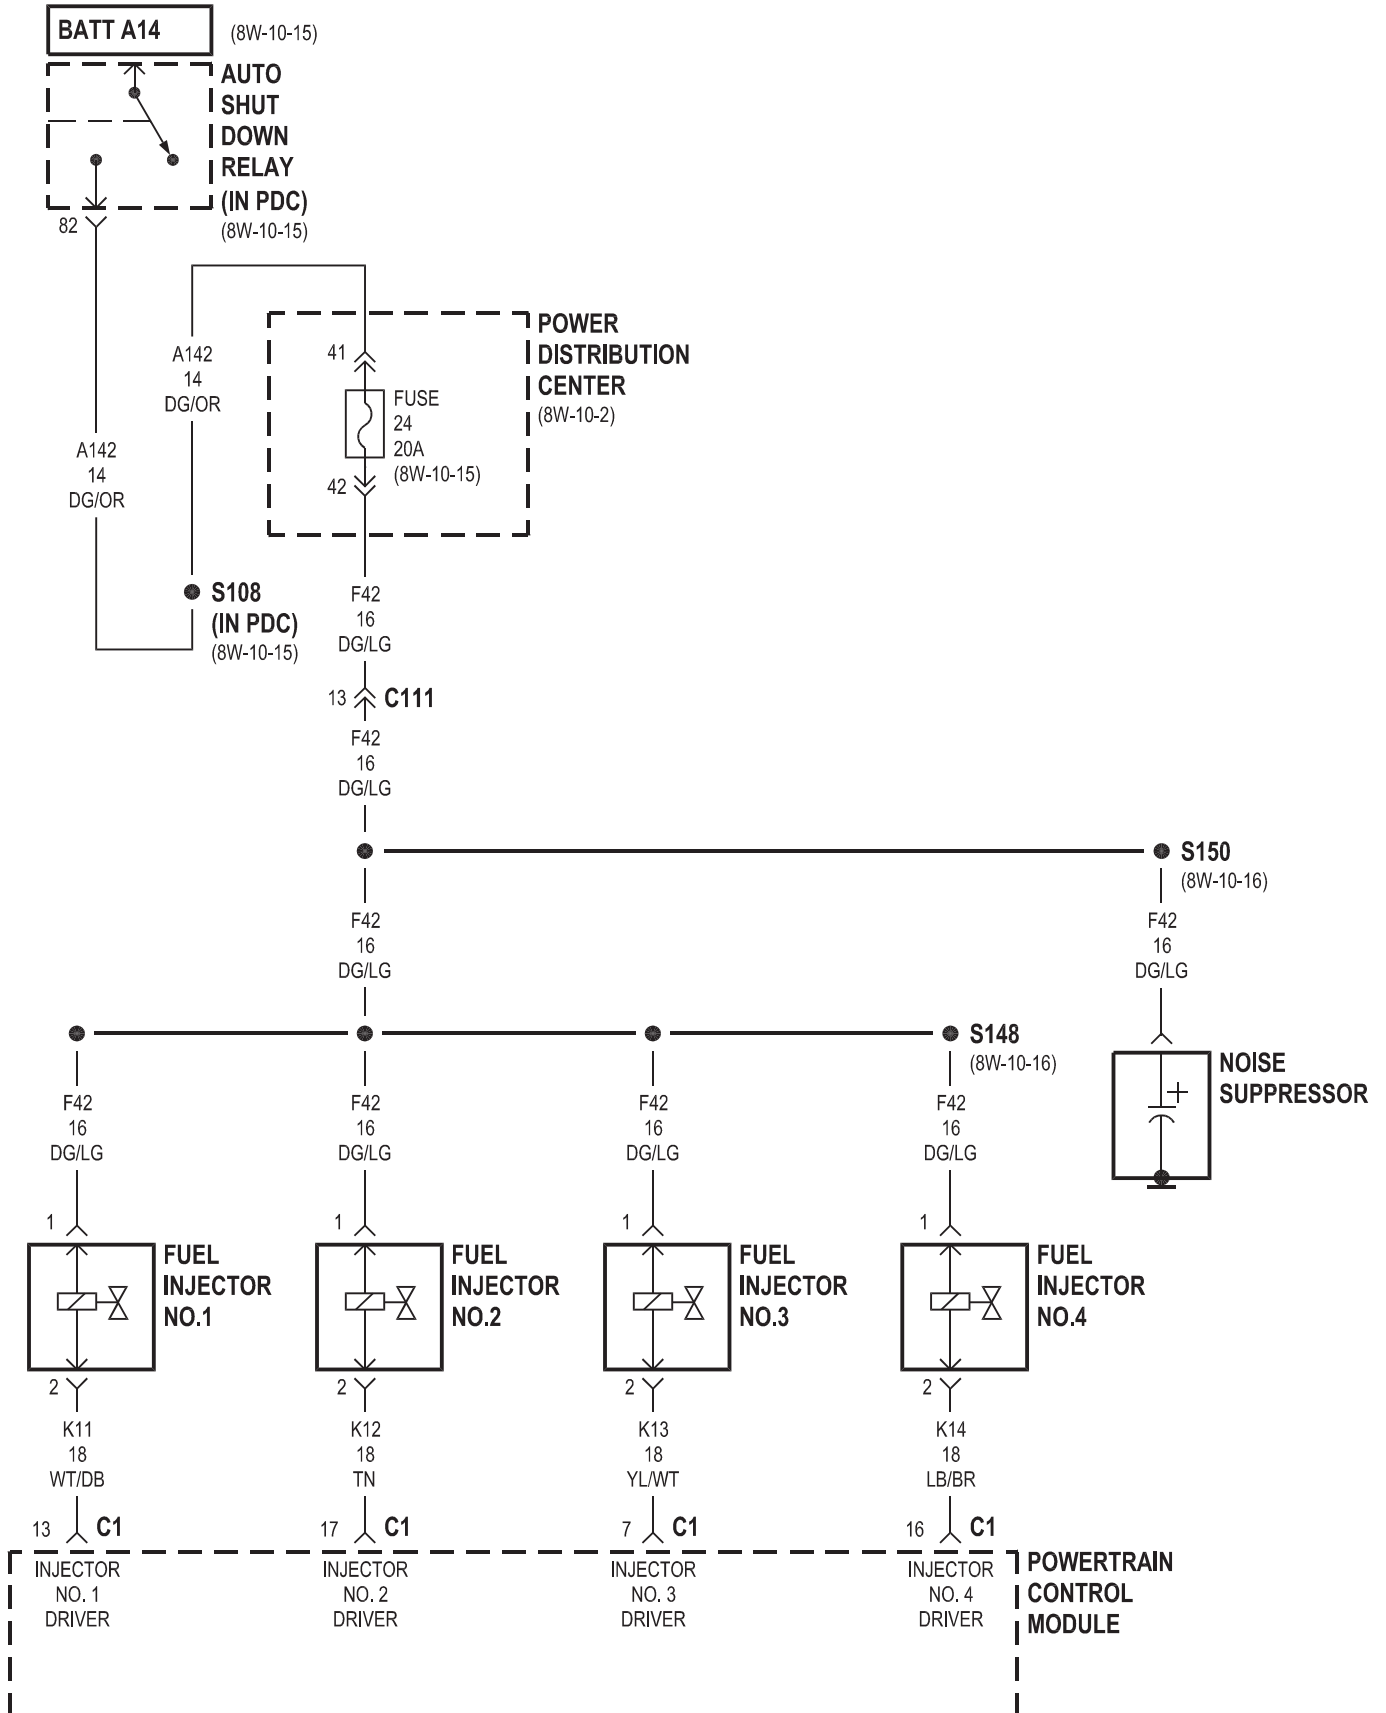 BATT A14
(8W-10-15)
AUTO
SHUT
DOWN
RELAY
(IN PDC)
(8W-10-15)
82
A142
14
DG/OR
A142
14
DG/OR
S108
(IN PDC)
(8W-10-15)
POWER
DISTRIBUTION
CENTER
(8W-10-2)
41
FUSE
24
20A
(8W-10-15)
42
F42
16
DG/LG
13
C111
F42
16
DG/LG
S150
(8W-10-16)
F42
16
DG/LG
F42
16
DG/LG
S148
(8W-10-16)
NOISE
SUPPRESSOR
+
F42
16
DG/LG
F42
16
DG/LG
F42
16
DG/LG
F42
16
DG/LG
1
FUEL
INJECTOR
NO.1
1
FUEL
INJECTOR
NO.2
1
FUEL
INJECTOR
NO.3
1
FUEL
INJECTOR
NO.4
2
K11
18
WT/DB
2
K12
18
TN
2
K13
18
YL/WT
2
K14
18
LB/BR
13
C1
17
C1
7
C1
16
C1
INJECTOR
NO. 1
DRIVER
INJECTOR
NO. 2
DRIVER
INJECTOR
NO. 3
DRIVER
INJECTOR
NO. 4
DRIVER
POWERTRAIN
CONTROL
MODULE